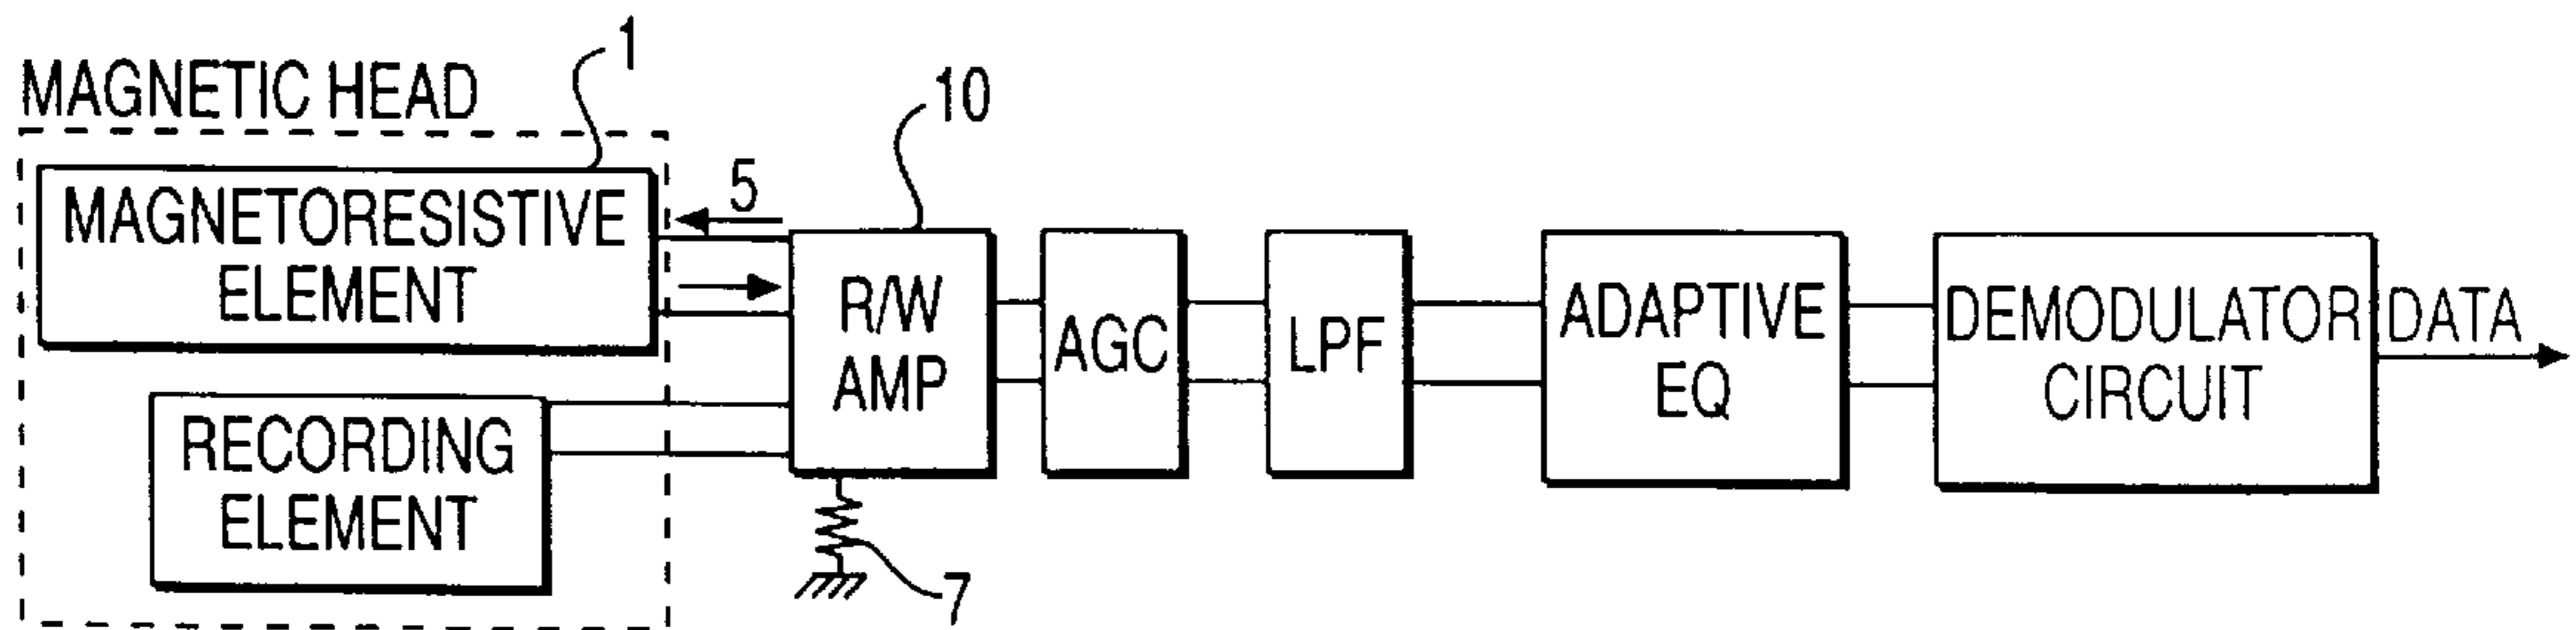 MAGNETIC HEAD
1
10
MAGNETORESISTIVE
ELEMENT
5
R/W
AMP
AGC
LPF
ADAPTIVE
EQ
DEMODULATOR
CIRCUIT
DATA
RECORDING
ELEMENT
7